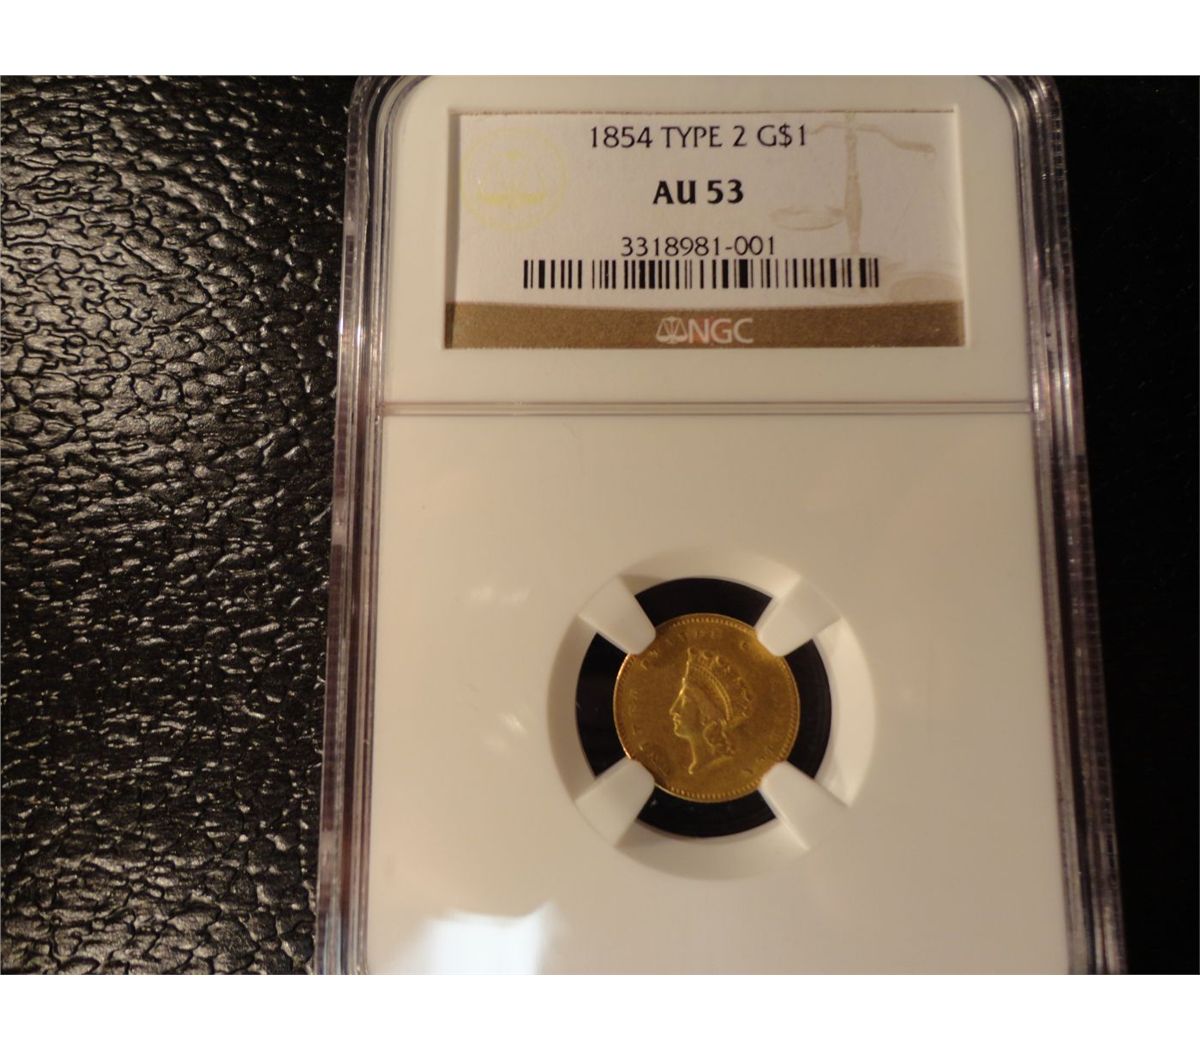 1854 TYPE 2 G$1
AU 53
3318981-001
NGC